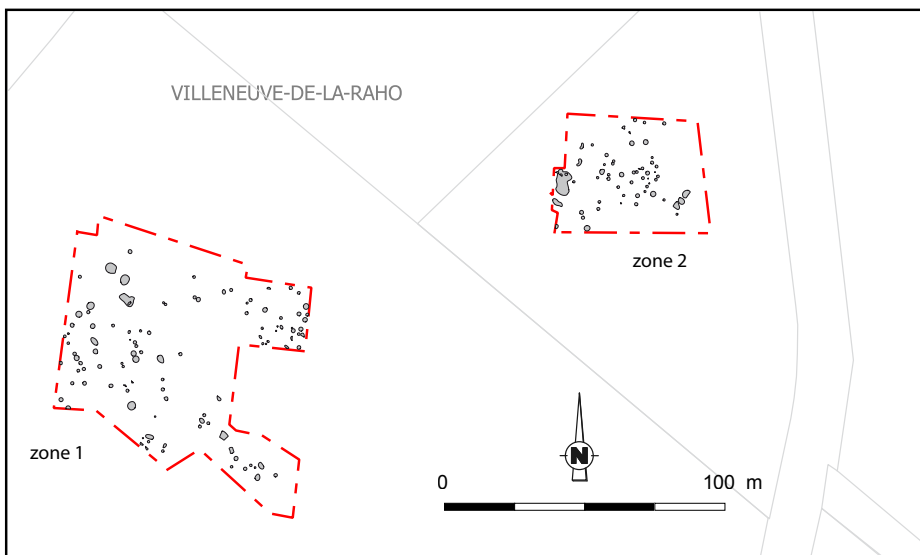 VILLENEUVE-DE-LA-RAHO
zone 2
zone 1
N
0 100 m